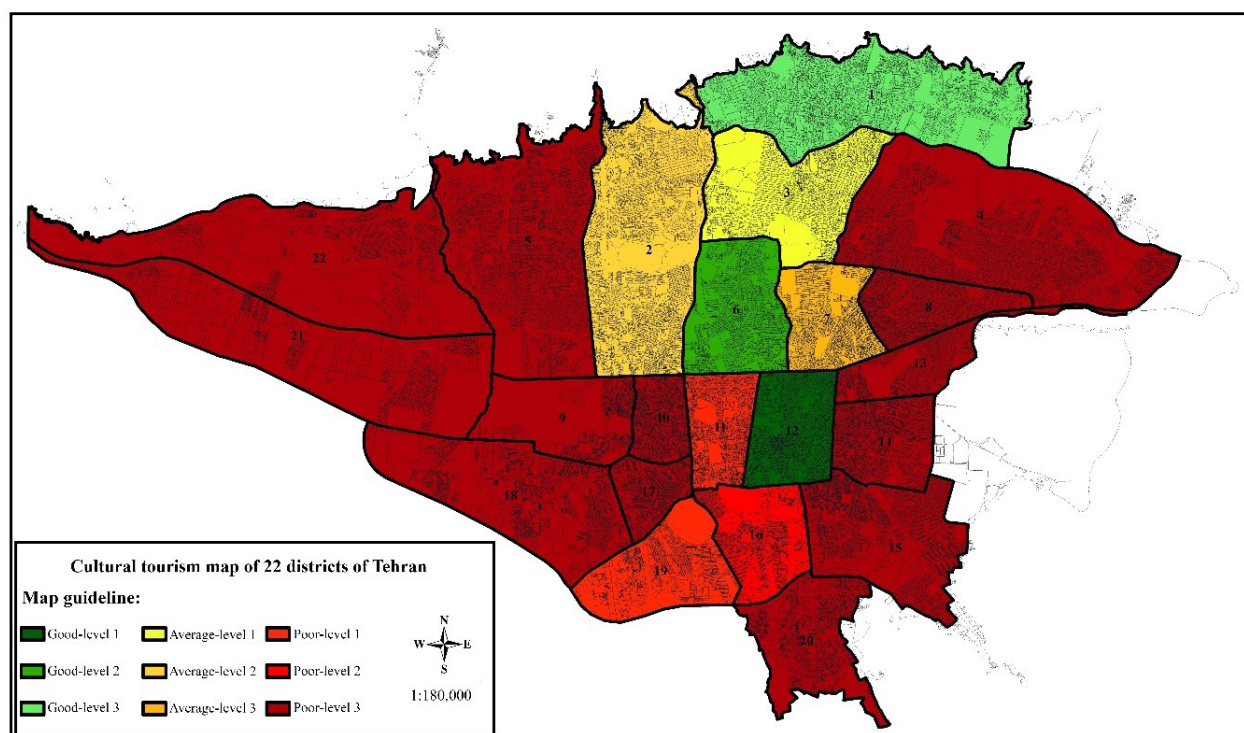 1
3
4
5
2
22
6
7
8
21
13
9
10
11
12
14
18
17
16
15
19
20
Cultural tourism map of 22 districts of Tehran
Map guideline:
Good-level 1 Average-level 1 Poor-level 1
Good-level 2 Average-level 2 Poor-level 2
Good-level 3 Average-level 3 Poor-level 3
N
W E
S
1:180,000